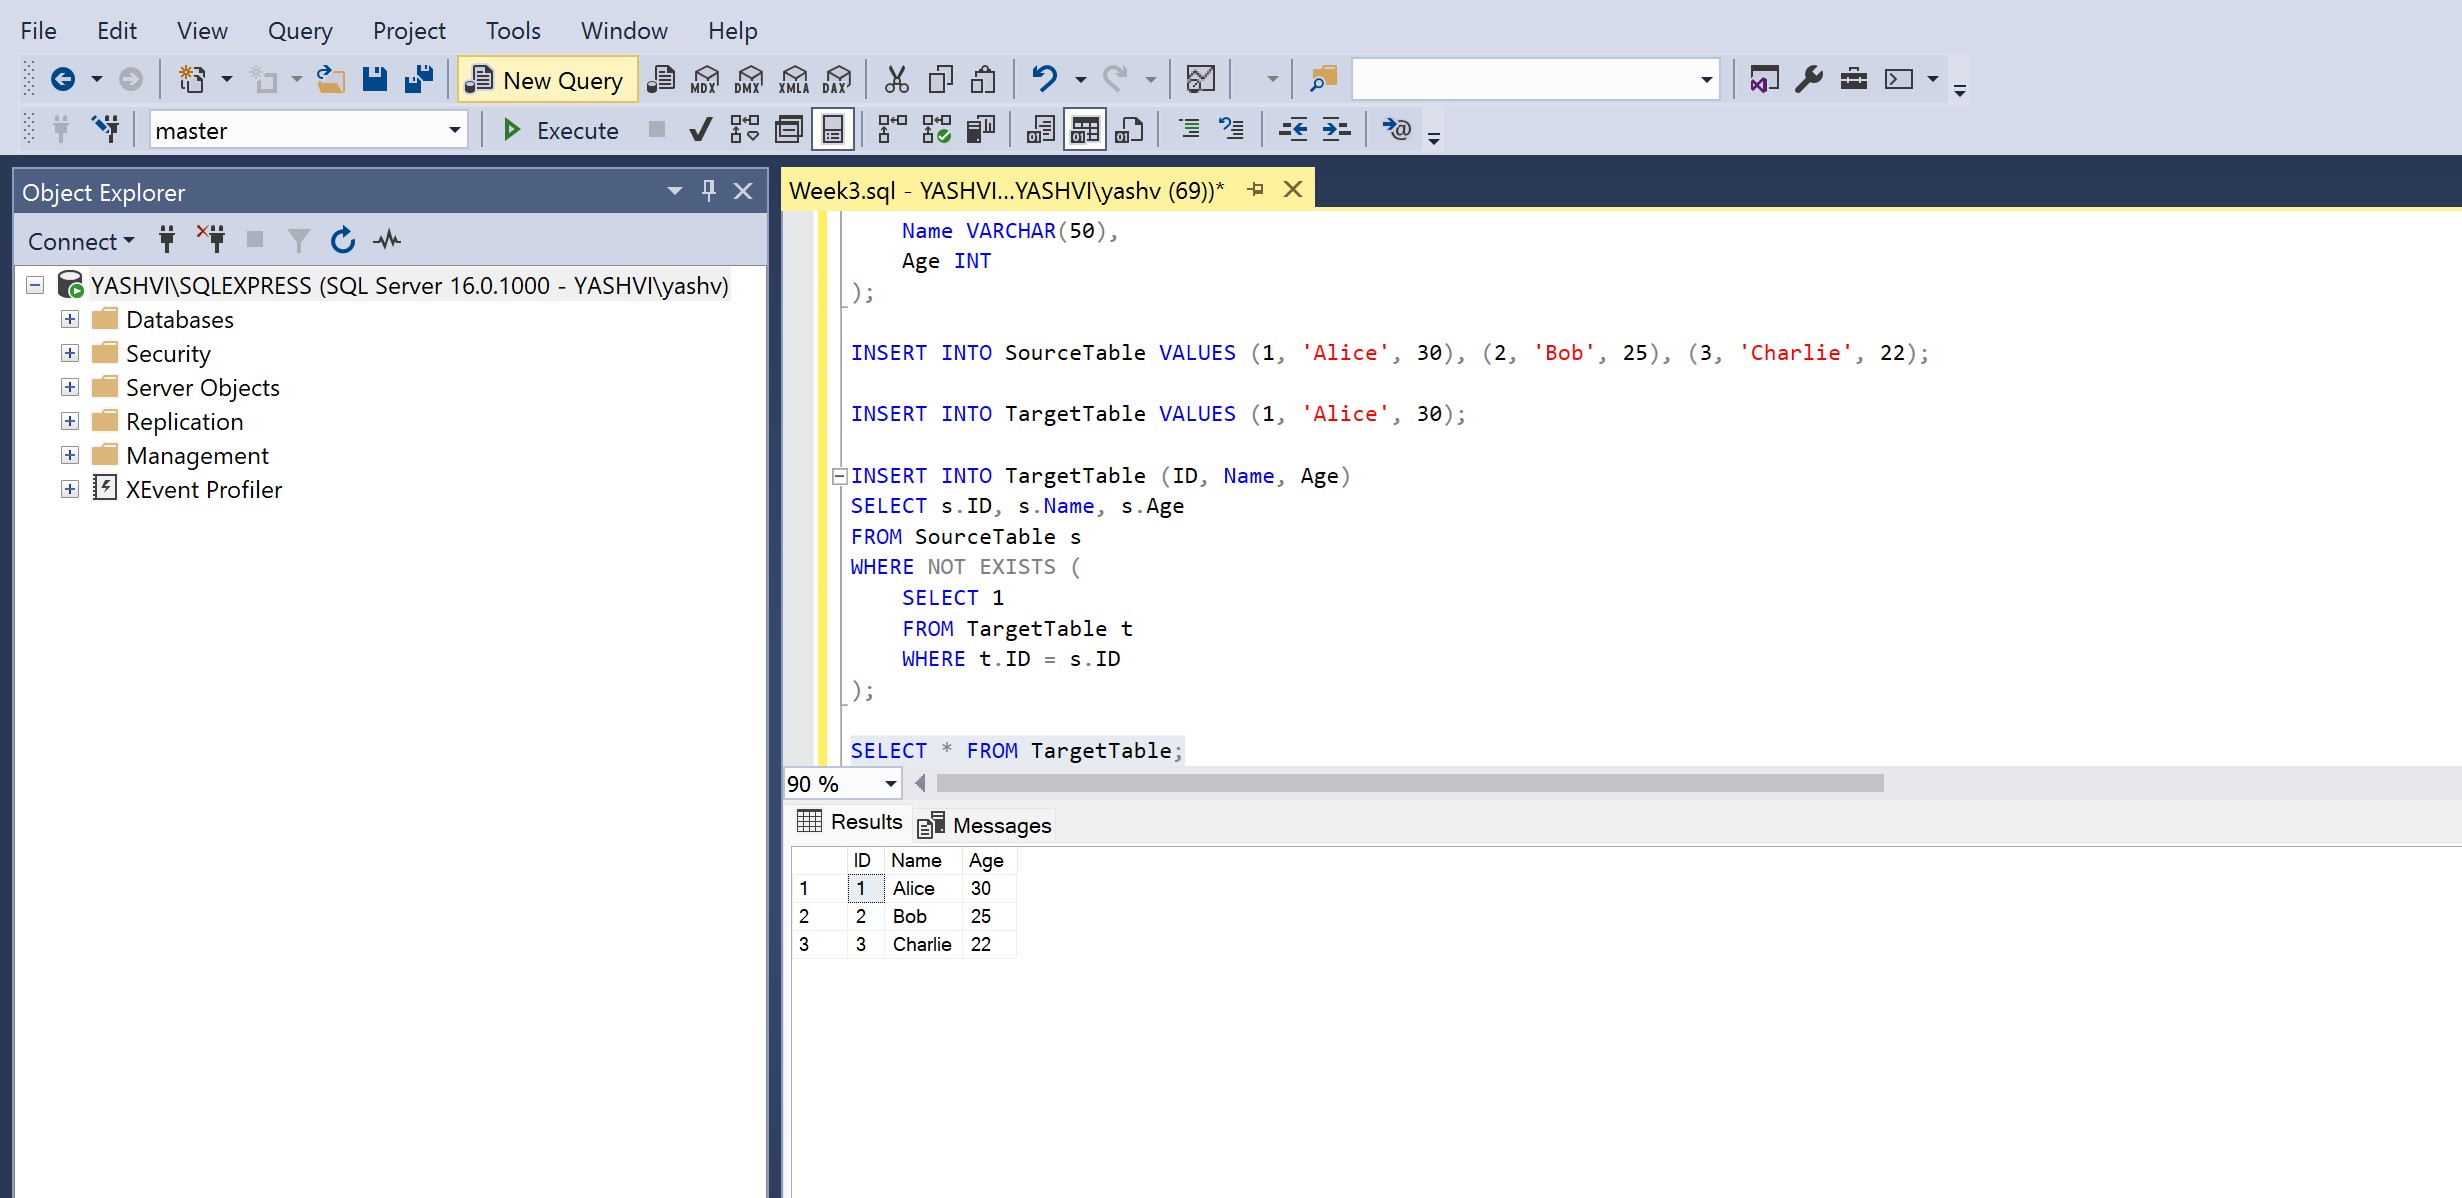 File Edit View Query Project Tools Window Help
New Query MDX DMX XMLA DAX
master Execute
Object Explorer
Connect
YASHVI\SQLEXPRESS (SQL Server 16.0.1000 - YASHVI\yashv)
Databases
Security
Server Objects
Replication
Management
XEvent Profiler
Week3.sql - YASHVI...YASHVI\yashv (69))*
Name VARCHAR(50),
Age INT
);
INSERT INTO SourceTable VALUES (1, 'Alice', 30), (2, 'Bob', 25), (3, 'Charlie', 22);
INSERT INTO TargetTable VALUES (1, 'Alice', 30);
INSERT INTO TargetTable (ID, Name, Age)
SELECT s.ID, s.Name, s.Age
FROM SourceTable s
WHERE NOT EXISTS (
SELECT 1
FROM TargetTable t
WHERE t.ID = s.ID
);
SELECT * FROM TargetTable;
90 %
Results Messages
ID Name Age
1 1 Alice 30
2 2 Bob 25
3 3 Charlie 22